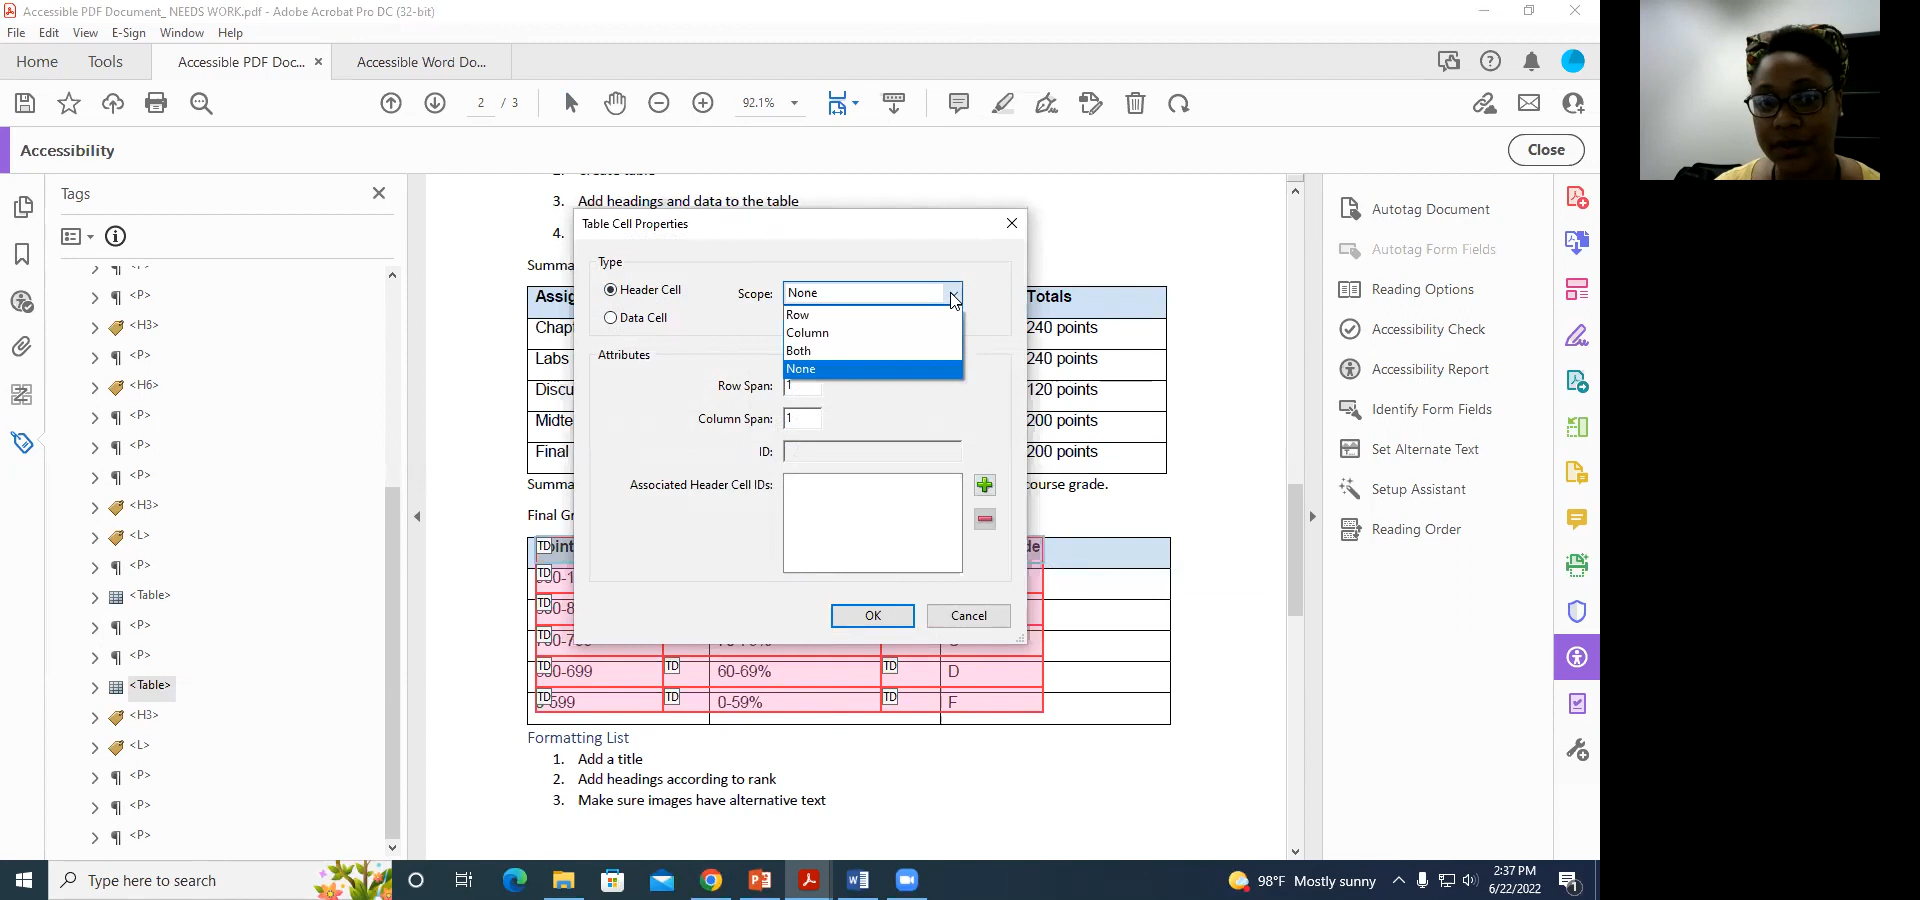 Accessible PDF Document_ NEEDS WORK.pdf - Adobe Acrobat Pro DC (32-bit)
File Edit View E-Sign Window Help
Home Tools Accessible PDF Doc... × Accessible Word Do...
2 / 3 92.1%
Accessibility Close
Tags
<P>
<P>
<H3>
<P>
<H6>
<P>
<P>
<P>
<H3>
<L>
<P>
<Table>
<P>
<P>
<Table>
<H3>
<L>
<P>
<P>
<P>
3. Add headings and data to the table
4.
Summa
Assig Totals
Chapt 240 points
Labs 240 points
Discu 120 points
Midte 200 points
Final 200 points
Summa course grade.
Final Gr
TD
TD
TD
TD
TD 00-699 TD 60-69% TD D
TD 599 TD 0-59% TD F
Formatting List
1. Add a title
2. Add headings according to rank
3. Make sure images have alternative text
Table Cell Properties
Type
Header Cell Scope: None
Data Cell
Row
Column
Both
None
Attributes
Row Span: 1
Column Span: 1
ID:
Associated Header Cell IDs:
OK Cancel
Autotag Document
Autotag Form Fields
Reading Options
Accessibility Check
Accessibility Report
Identify Form Fields
Set Alternate Text
Setup Assistant
Reading Order
Type here to search
98°F Mostly sunny
2:37 PM
6/22/2022
1